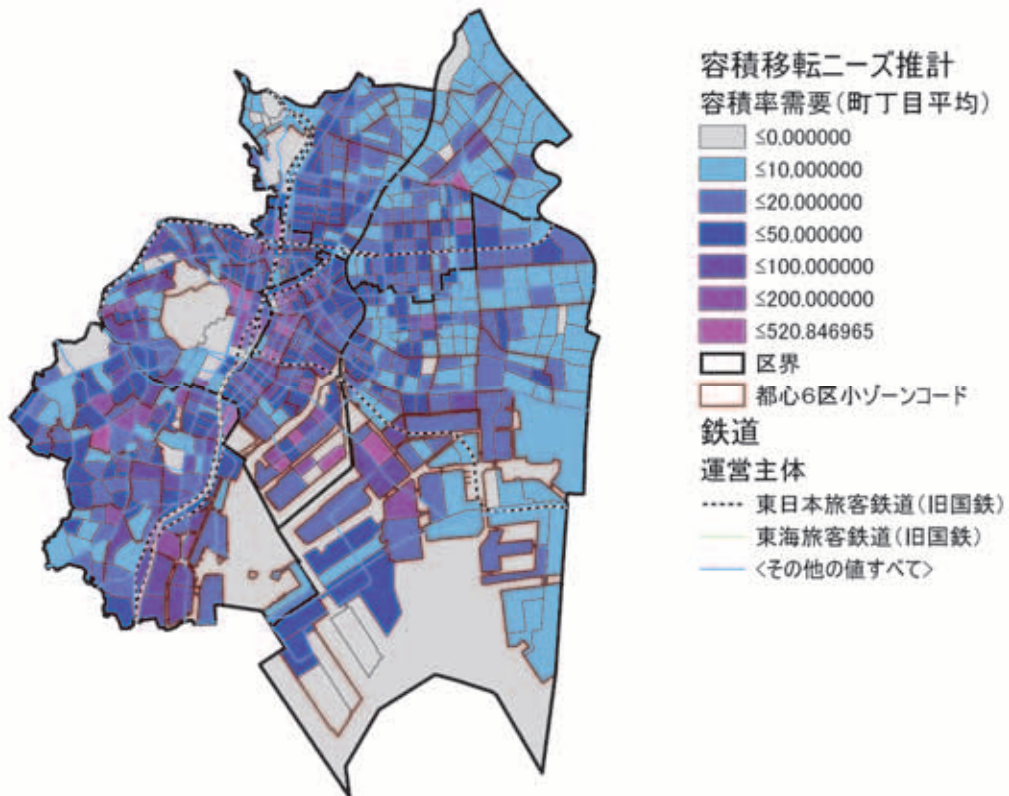 容積移転ニーズ推計
容積率需要(町丁目平均)
≤0.000000
≤10.000000
≤20.000000
≤50.000000
≤100.000000
≤200.000000
≤520.846965
区界
都心6区小ゾーンコード
鉄道
運営主体
東日本旅客鉄道(旧国鉄)
東海旅客鉄道(旧国鉄)
<その他の値すべて>